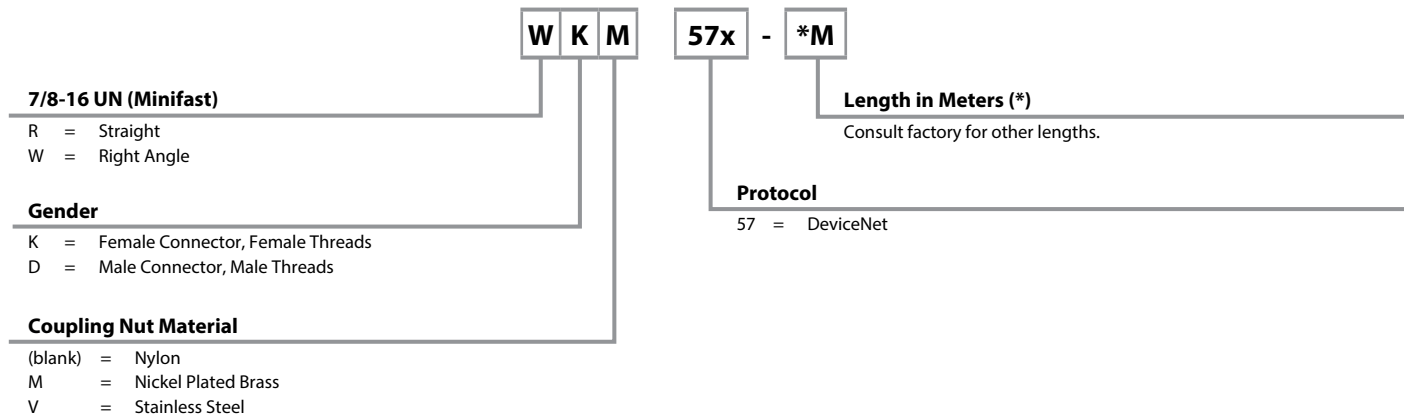 W K M 57x - *M
7/8-16 UN (Minifast)
R = Straight
W = Right Angle
Gender
K = Female Connector, Female Threads
D = Male Connector, Male Threads
Coupling Nut Material
(blank) = Nylon
M = Nickel Plated Brass
V = Stainless Steel
Length in Meters (*)
Consult factory for other lengths.
Protocol
57 = DeviceNet